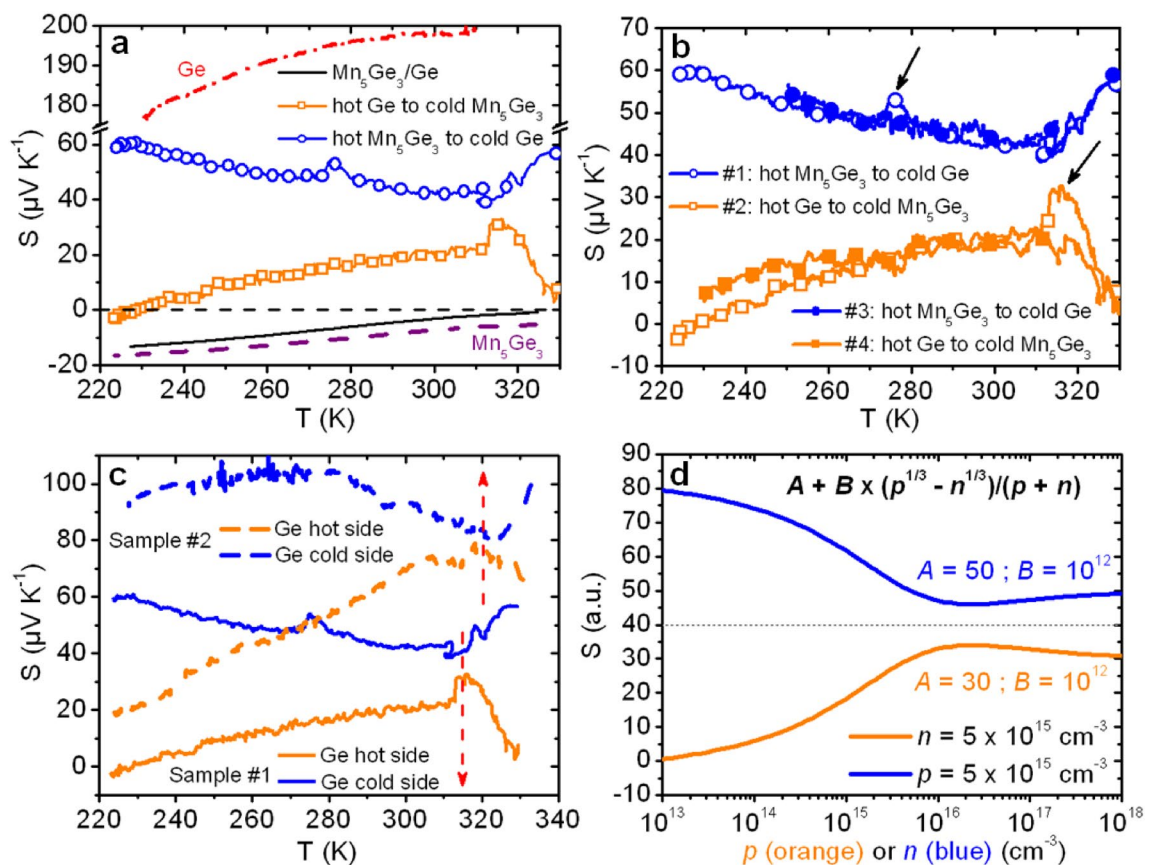 a
200
190
180
60
40
20
0
-20
S (µV K⁻¹)
Ge
Mn₅Ge₃/Ge
hot Ge to cold Mn₅Ge₃
hot Mn₅Ge₃ to cold Ge
Mn₅Ge₃
220 240 260 280 300 320 340
T (K)
b
70
60
50
40
30
20
10
0
-10
S (µV K⁻¹)
#1: hot Mn₅Ge₃ to cold Ge
#2: hot Ge to cold Mn₅Ge₃
#3: hot Mn₅Ge₃ to cold Ge
#4: hot Ge to cold Mn₅Ge₃
220 240 260 280 300 320 340
T (K)
c
100
80
60
40
20
0
S (µV K⁻¹)
Sample #2
Ge hot side
Ge cold side
Sample #1
Ge hot side
Ge cold side
220 240 260 280 300 320 340
T (K)
d
90
80
70
60
50
40
30
20
10
0
-10
S (a.u.)
A + B x (p^1/3 - n^1/3)/(p + n)
A = 50 ; B = 10¹²
A = 30 ; B = 10¹²
n = 5 x 10¹⁵ cm⁻³
p = 5 x 10¹⁵ cm⁻³
10¹³ 10¹⁴ 10¹⁵ 10¹⁶ 10¹⁷ 10¹⁸
p (orange) or n (blue) (cm⁻³)